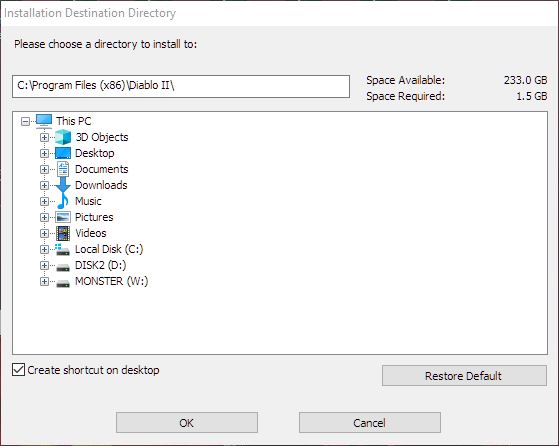 Installation Destination Directory
Please choose a directory to install to:
C:\Program Files (x86)\Diablo II\
Space Available: 233.0 GB
Space Required: 1.5 GB
This PC
3D Objects
Desktop
Documents
Downloads
Music
Pictures
Videos
Local Disk (C:)
DISK2 (D:)
MONSTER (W:)
Create shortcut on desktop
Restore Default
OK Cancel